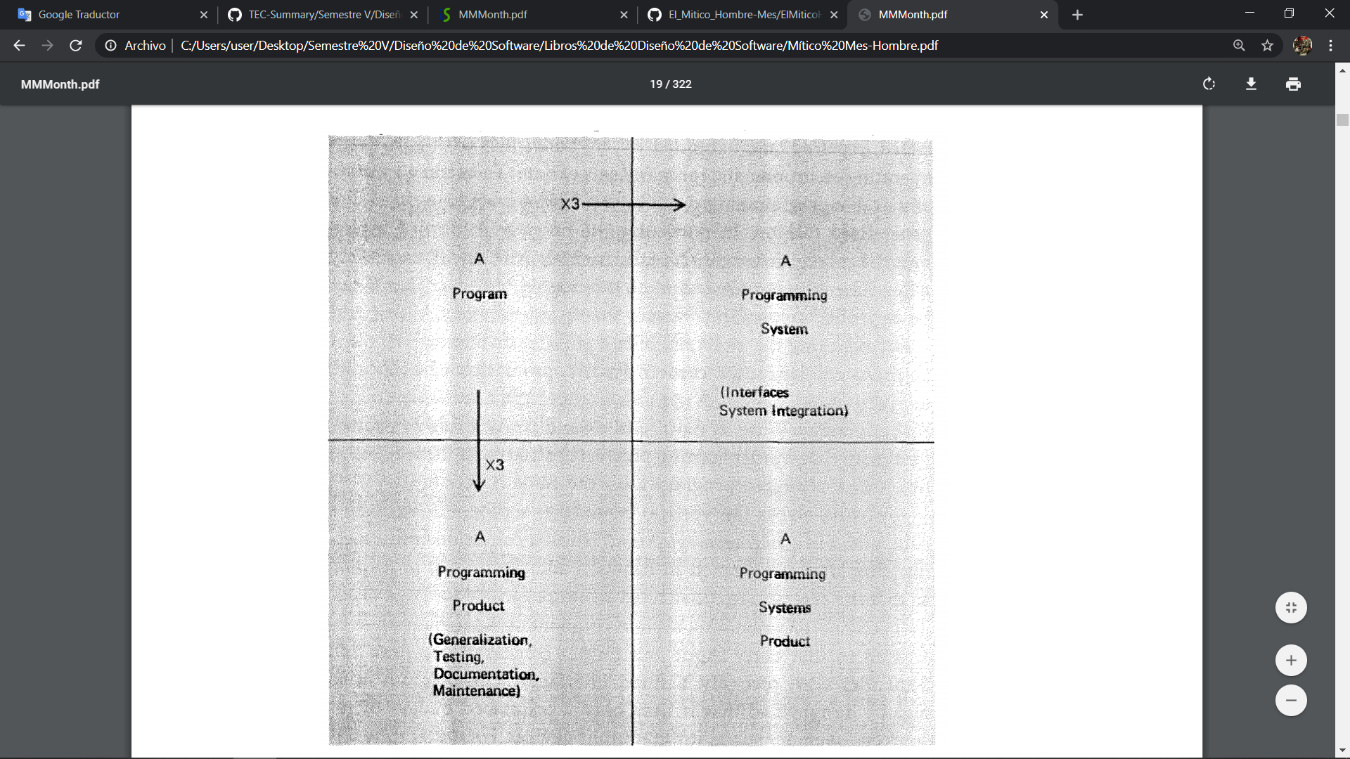 Google Traductor
TEC-Summary/Semestre V/Diseñ
MMMonth.pdf
El_Mitico_Hombre-Mes/ElMiticoH
MMMonth.pdf
Archivo
C:/Users/user/Desktop/Semestre%20V/Diseño%20de%20Software/Libros%20de%20Diseño%20de%20Software/Mítico%20Mes-Hombre.pdf
MMMonth.pdf
19 / 322
X3
A
Program
A
Programming
System
(Interfaces
System Integration)
X3
A
Programming
Product
(Generalization,
Testing,
Documentation,
Maintenance)
A
Programming
Systems
Product